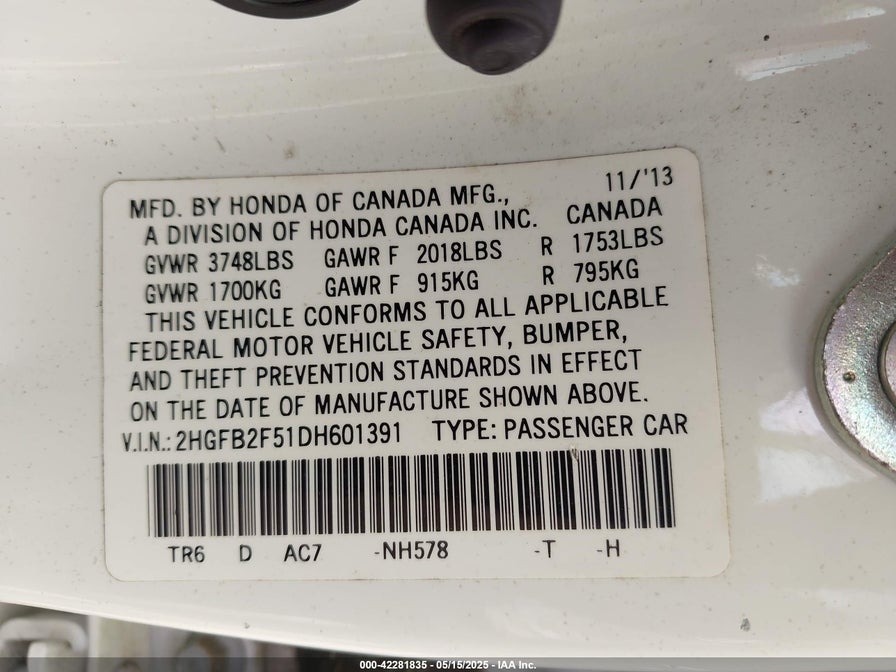 MFD. BY HONDA OF CANADA MFG., 11/'13
A DIVISION OF HONDA CANADA INC. CANADA
GVWR 3748LBS GAWR F 2018LBS R 1753LBS
GVWR 1700KG GAWR F 915KG R 795KG
THIS VEHICLE CONFORMS TO ALL APPLICABLE
FEDERAL MOTOR VEHICLE SAFETY, BUMPER,
AND THEFT PREVENTION STANDARDS IN EFFECT
ON THE DATE OF MANUFACTURE SHOWN ABOVE.
V.I.N.: 2HGFB2F51DH601391 TYPE: PASSENGER CAR
TR6 D AC7 -NH578 -T -H
000-42281835 - 05/15/2025 - IAA Inc.